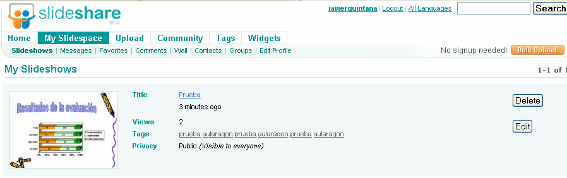 slideshare
BETA
javierquintana | Logout | All Languages
Search
Home My Slidespace Upload Community Tags Widgets
Slideshows | Messages | Favorites | Comments | Wall | Contacts | Groups | Edit Profile
No signup needed! Bulk Upload
My Slideshows
1-1 of
Resultados de la evaluación
Title Prueba
3 minutes ago
Delete
Views 2
Tags prueba aularagon prueba aularagon prueba aularagon
Edit
Privacy Public (Visible to everyone)